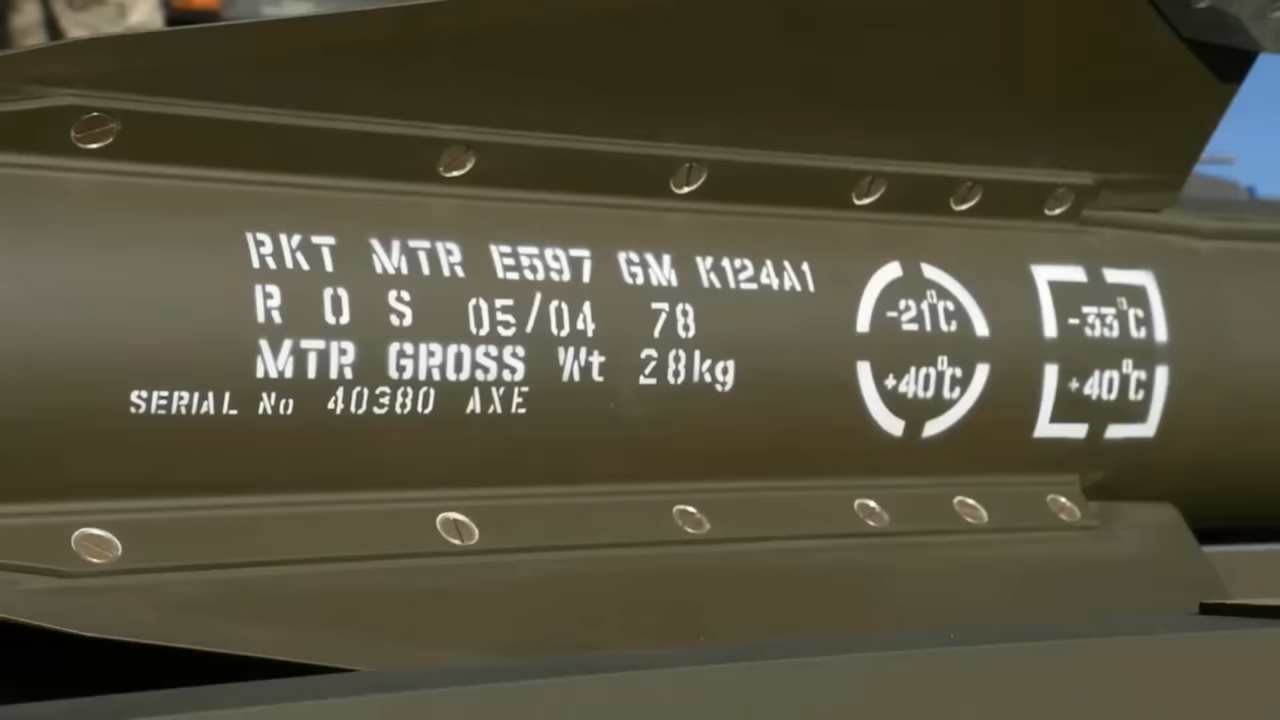 RKT MTR E597 GM K124A1
R O S 05/04 78
MTR GROSS Wt 28kg
SERIAL No 40380 AXE
-21°C
+40°C
-33°C
+40°C